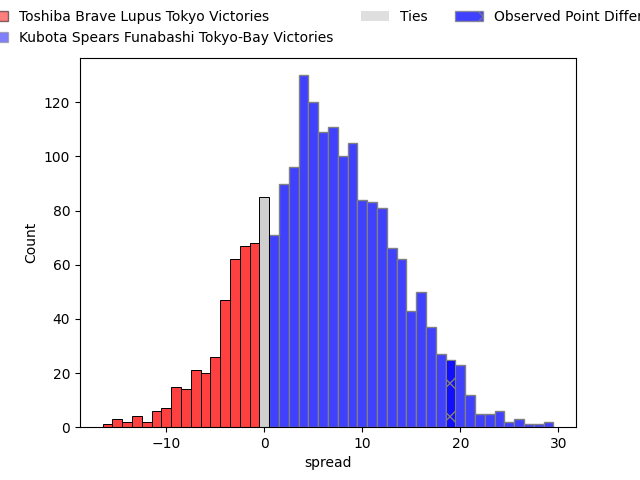 Toshiba Brave Lupus Tokyo Victories
Kubota Spears Funabashi Tokyo-Bay Victories
Ties
Observed Point
120
100
80
60
40
20
0
Count
−10
0
10
20
30
spread